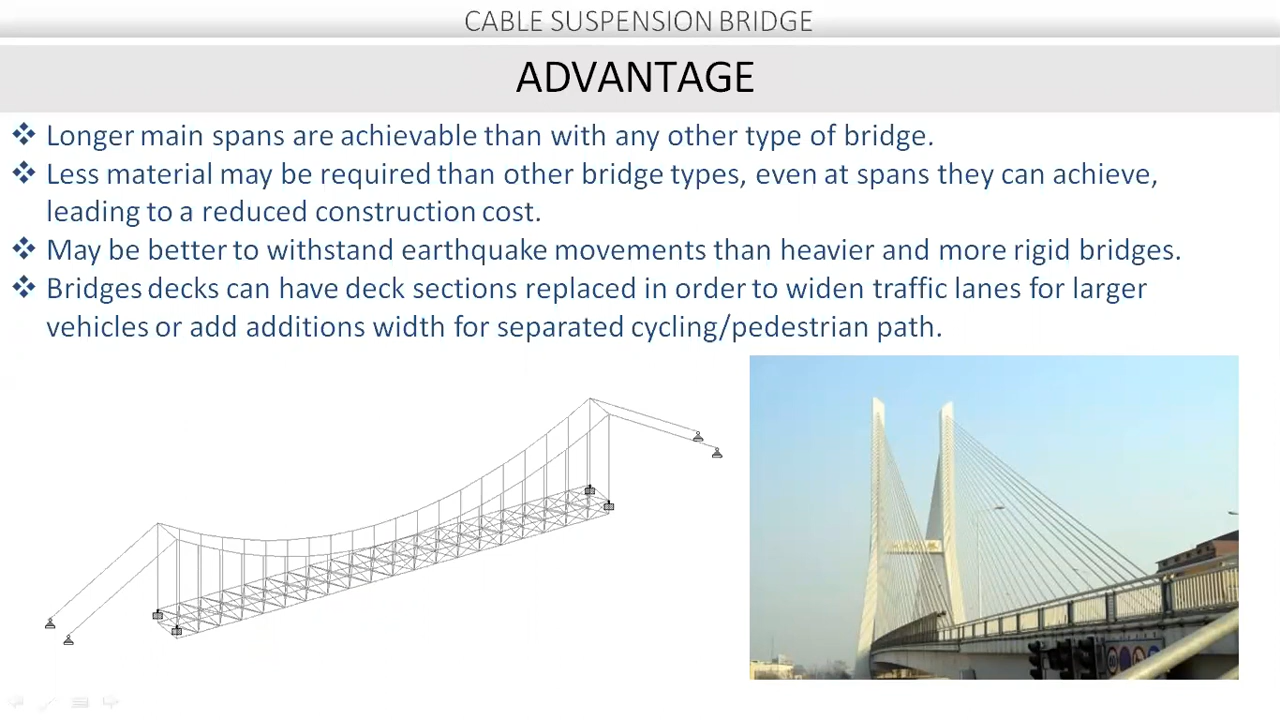 CABLE SUSPENSION BRIDGE
ADVANTAGE
❖ Longer main spans are achievable than with any other type of bridge.
❖ Less material may be required than other bridge types, even at spans they can achieve,
leading to a reduced construction cost.
❖ May be better to withstand earthquake movements than heavier and more rigid bridges.
❖ Bridges decks can have deck sections replaced in order to widen traffic lanes for larger
vehicles or add additions width for separated cycling/pedestrian path.